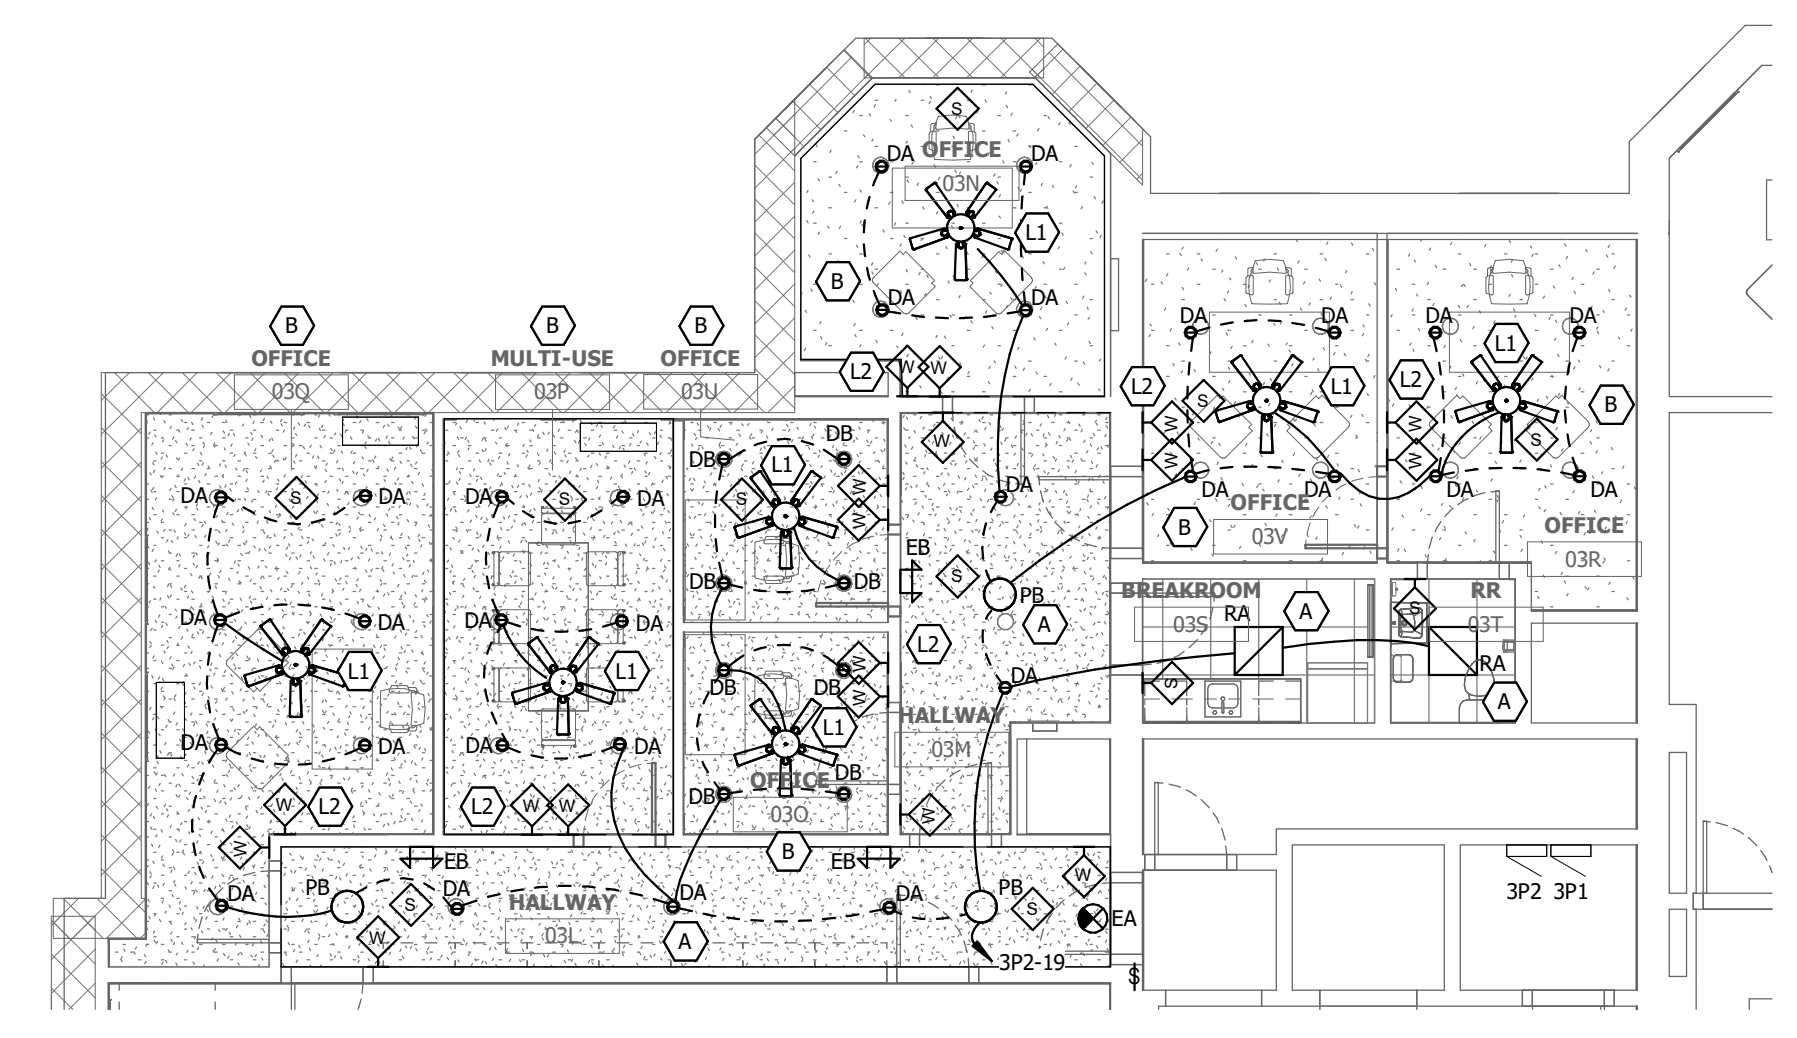 S
DA
OFFICE
DA
03N
L1
B
DA
DA
L2
W
W
B
OFFICE
03Q
B
MULTI-USE
03P
B
OFFICE
03U
DA
DA
DA
L1
DA
L2
S
L1
L2
B
W
W
W
W
S
DA
DA
OFFICE
DA
DA
B
03V
OFFICE
03R
DB
DB
L1
W
S
W
W
DB
DB
DA
S
DA
DA
S
DA
DA
EB
S
PB
A
L2
DA
DA
DA
DA
DA
L1
L1
W
W
DB
DB
L1
DA
BREAKROOM
03S
RA
A
S
S
RR
03T
RA
A
HALLWAY
03M
DA
DA
DA
DA
OFFICE
DB
DB
03O
W
L2
L2
W
W
W
W
B
EB
EB
W
DA
PB
S
DA
HALLWAY
03L
W
DA
A
DA
PB
S
EA
3P2-19
$
3P2
3P1